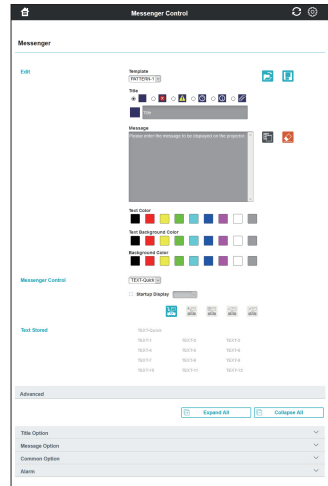 Messenger Control
Messenger
Edit
Template
PATTERN-1
Title
Title
Message
Please enter the message to be displayed on the projector.
Text Color
Text Background Color
Background Color
Messenger Control
TEXT-Quick
Startup Display
Text Stored
TEXT-Quick
TEXT-1 TEXT-2 TEXT-3
TEXT-4 TEXT-5 TEXT-6
TEXT-7 TEXT-8 TEXT-9
TEXT-10 TEXT-11 TEXT-12
Advanced
Expand All Collapse All
Title Option
Message Option
Common Option
Alarm